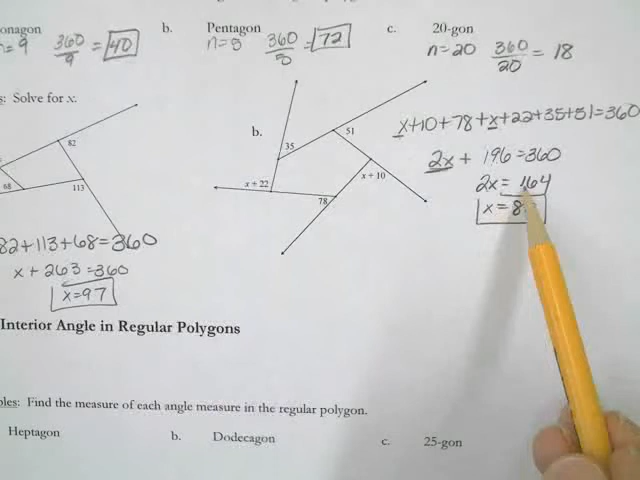 b. Pentagon c. 20-gon
n=9 360/9 = 40 n=5 360/5 = 72 n=20 360/20 = 18
Solve for x.
82
68
113
b.
35
51
x + 22
x + 10
78
x+10+78+x+22+35+51=360
2x + 196=360
2x = 164
82+113+68=360
x + 263=360
x=97
Interior Angle in Regular Polygons
Find the measure of each angle measure in the regular polygon.
Heptagon b. Dodecagon c. 25-gon